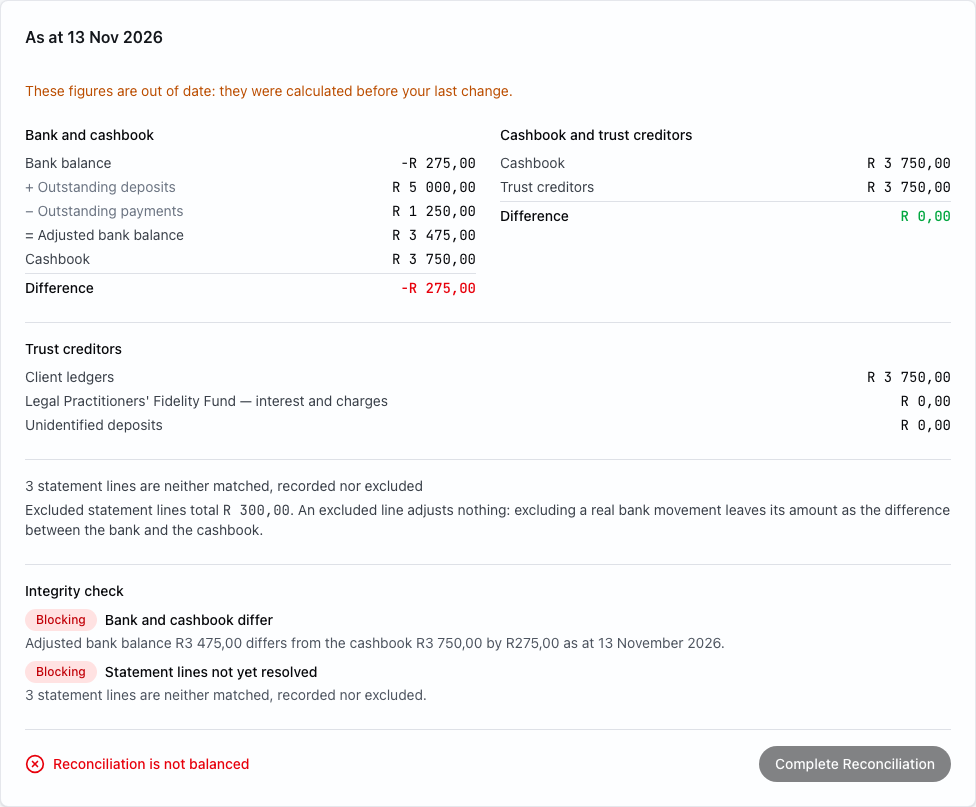 As at 13 Nov 2026
These figures are out of date: they were calculated before your last change.
Bank and cashbook
Bank balance -R 275,00
+ Outstanding deposits R 5 000,00
− Outstanding payments R 1 250,00
= Adjusted bank balance R 3 475,00
Cashbook R 3 750,00
Difference -R 275,00
Cashbook and trust creditors
Cashbook R 3 750,00
Trust creditors R 3 750,00
Difference R 0,00
Trust creditors
Client ledgers R 3 750,00
Legal Practitioners' Fidelity Fund — interest and charges R 0,00
Unidentified deposits R 0,00
3 statement lines are neither matched, recorded nor excluded
Excluded statement lines total R 300,00. An excluded line adjusts nothing: excluding a real bank movement leaves its amount as the difference
between the bank and the cashbook.
Integrity check
Blocking Bank and cashbook differ
Adjusted bank balance R3 475,00 differs from the cashbook R3 750,00 by R275,00 as at 13 November 2026.
Blocking Statement lines not yet resolved
3 statement lines are neither matched, recorded nor excluded.
Reconciliation is not balanced
Complete Reconciliation